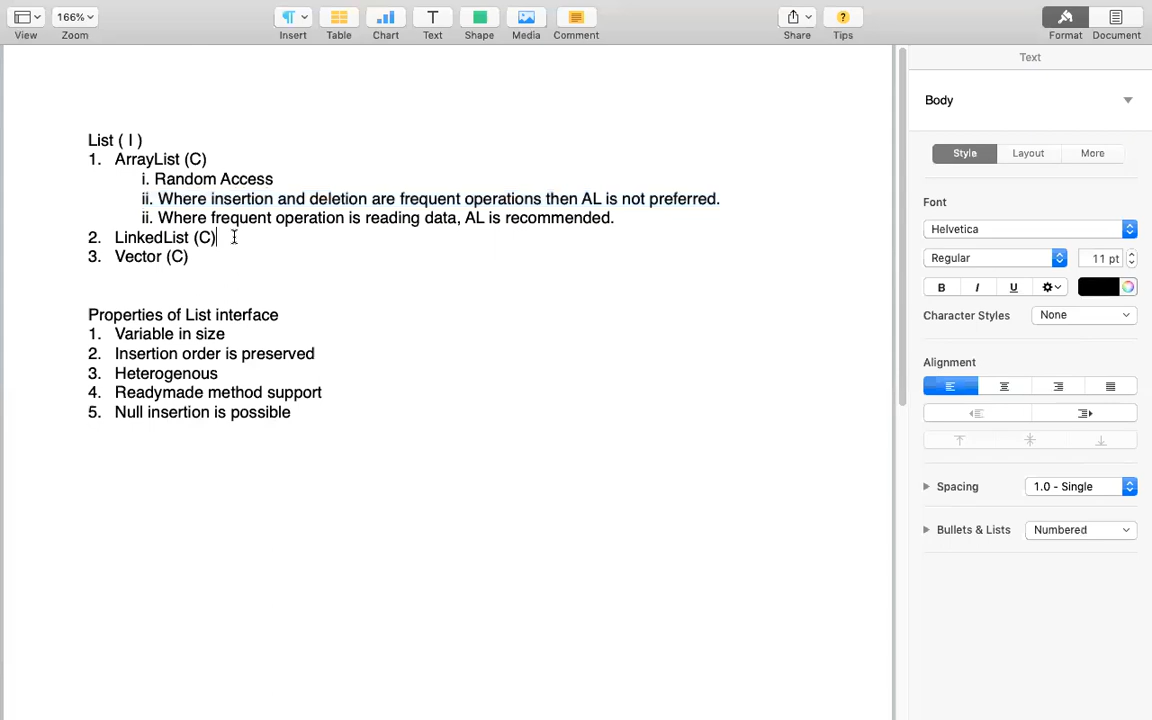 166%
View
Zoom
Insert
Table
Chart
Text
Shape
Media
Comment
Share
Tips
Format
Document
Text
Body
Style
Layout
More
Font
Helvetica
Regular
11 pt
B I U
Character Styles
None
Alignment
Spacing
1.0 - Single
Bullets & Lists
Numbered
List ( I )
1. ArrayList (C)
i. Random Access
ii. Where insertion and deletion are frequent operations then AL is not preferred.
ii. Where frequent operation is reading data, AL is recommended.
2. LinkedList (C)
3. Vector (C)
Properties of List interface
1. Variable in size
2. Insertion order is preserved
3. Heterogenous
4. Readymade method support
5. Null insertion is possible